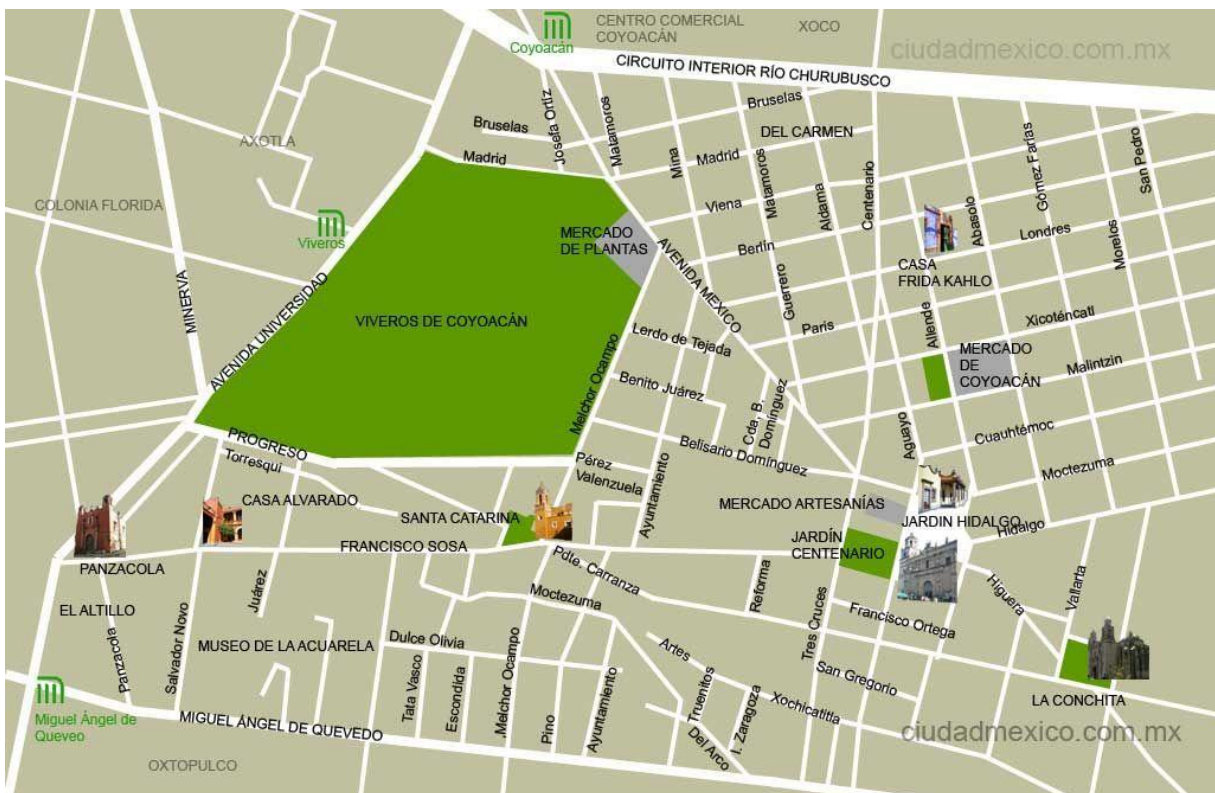 CENTRO COMERCIAL
COYOACÁN
XOCO
Coyoacán
ciudadmexico.com.mx
CIRCUITO INTERIOR RÍO CHURUBUSCO
Bruselas
Bruselas
Josefa Ortíz
Matamoros
DEL CARMEN
AXOTLA
Madrid
Mina
Madrid
Matamoros
Aldama
Centenario
Gómez Farías
San Pedro
COLONIA FLORIDA
Viveros
Viena
Abasolo
Londres
Morelos
MERCADO
DE PLANTAS
AVENIDA MEXICO
Berlín
CASA
FRIDA KAHLO
MINERVA
AVENIDA UNIVERSIDAD
VIVEROS DE COYOACÁN
Guerrero
Paris
Allende
Xicoténcatl
Lerdo de Tejada
Melchor Ocampo
MERCADO
DE
COYOACÁN
Malintzin
Benito Juárez
Cda. B.
Domínguez
Aguayo
Cuauhtémoc
PROGRESO
Torresqui
Belisario Domínguez
Moctezuma
Pérez
Valenzuela
Ayuntamiento
CASA ALVARADO
SANTA CATARINA
MERCADO ARTESANÍAS
JARDIN HIDALGO
Hidalgo
FRANCISCO SOSA
JARDÍN
CENTENARIO
PANZACOLA
Pdte. Carranza
Reforma
Higuera
Vallarta
EL ALTILLO
Juárez
Moctezuma
Tres Cruces
Francisco Ortega
Panzacola
Salvador Novo
MUSEO DE LA ACUARELA
Dulce Olivia
Artes
San Gregorio
Tata Vasco
Escondida
.Melchor Ocampo
Pino
Ayuntamiento
Truenitos
I. Zaragoza
Xochicatitla
LA CONCHITA
Miguel Ángel de
Queveo
MIGUEL ÁNGEL DE QUEVEDO
Del Arco
ciudadmexico.com.mx
OXTOPULCO